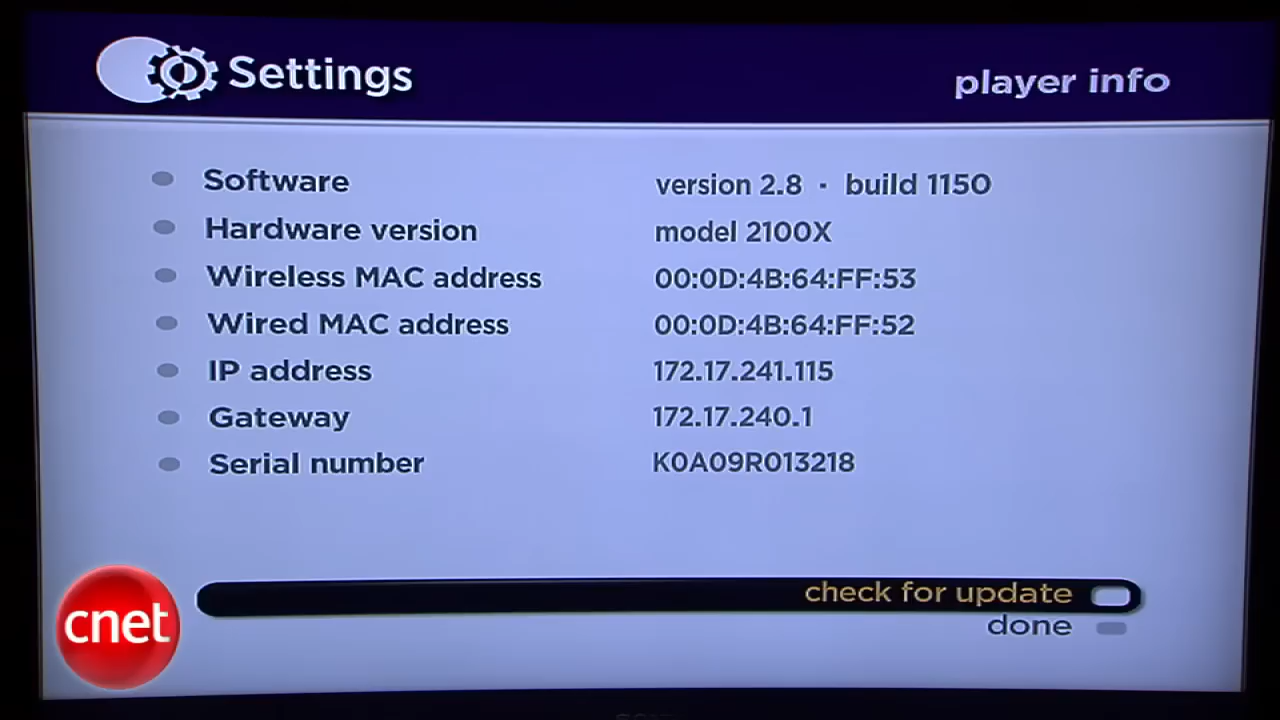 Settings
player info
Software version 2.8 · build 1150
Hardware version model 2100X
Wireless MAC address 00:0D:4B:64:FF:53
Wired MAC address 00:0D:4B:64:FF:52
IP address 172.17.241.115
Gateway 172.17.240.1
Serial number K0A09R013218
check for update
done
cnet